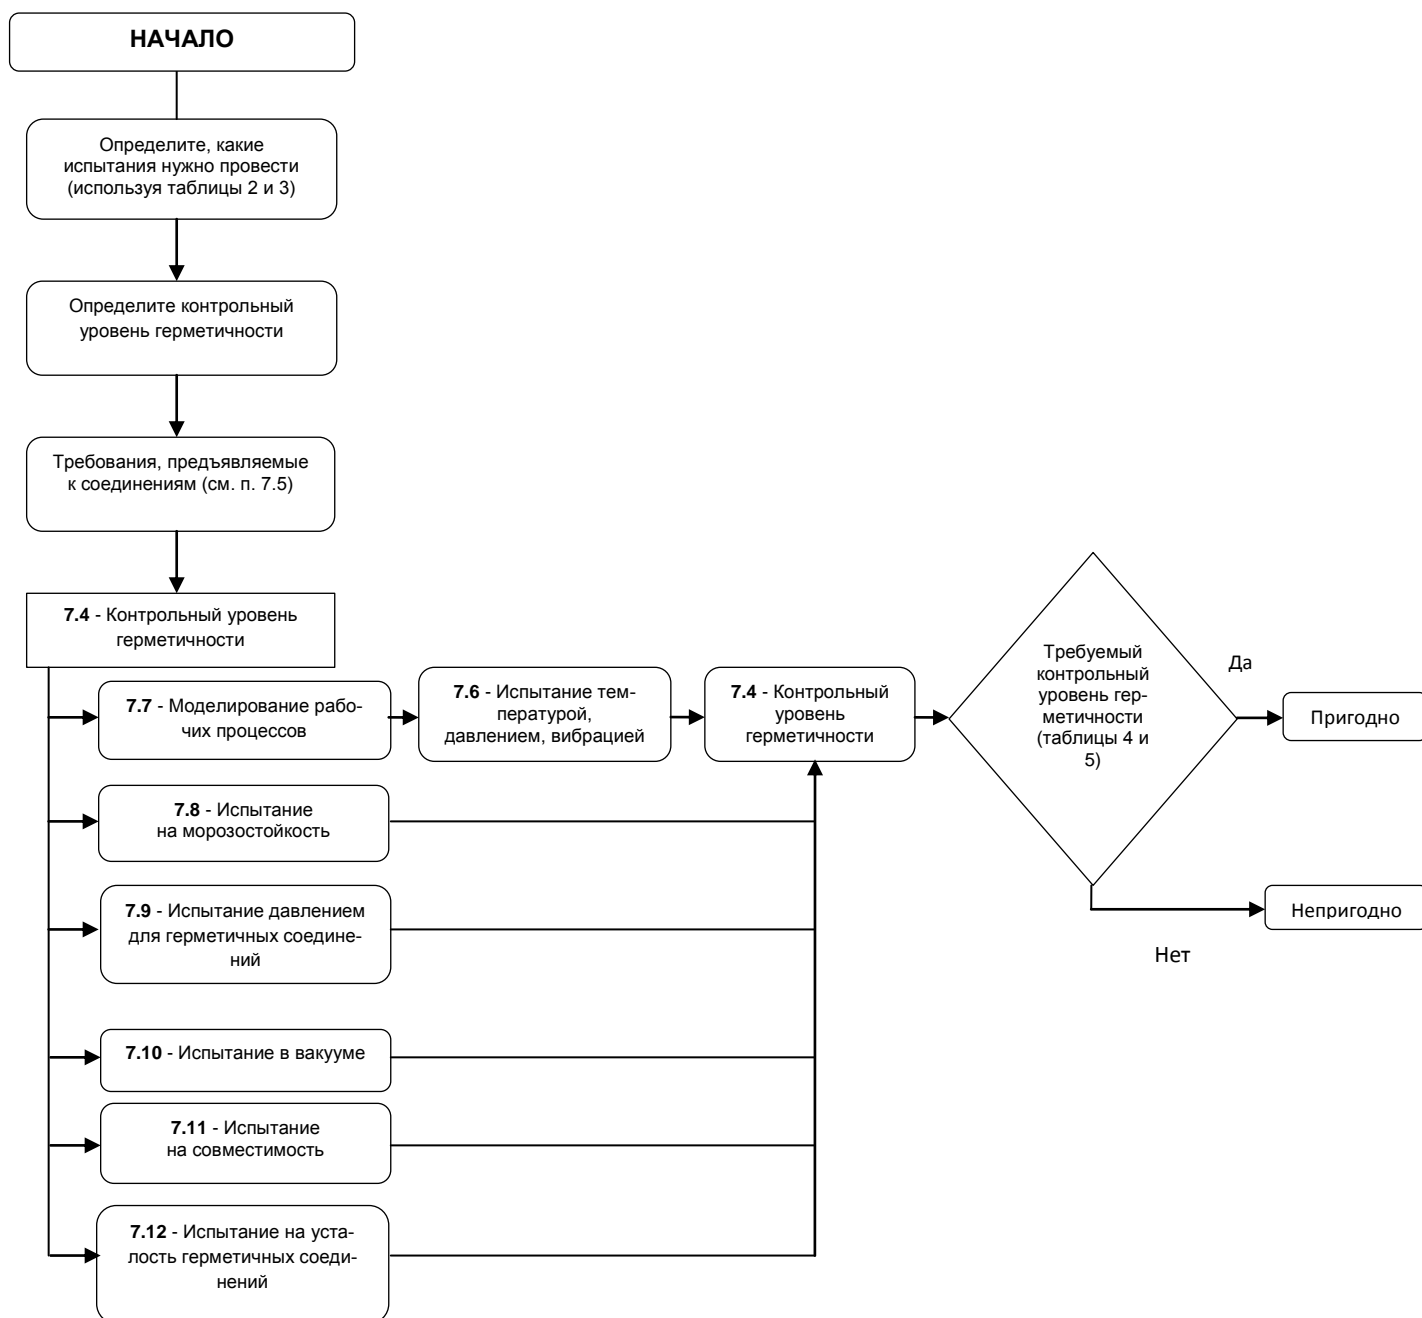 НАЧАЛО
Определите, какие
испытания нужно провести
(используя таблицы 2 и 3)
Определите контрольный
уровень герметичности
Требования, предъявляемые
к соединениям (см. п. 7.5)
7.4 - Контрольный уровень
герметичности
7.7 - Моделирование рабо-
чих процессов
7.6 - Испытание тем-
пературой,
давлением, вибрацией
7.4 - Контрольный
уровень
герметичности
Требуемый
контрольный
уровень гер-
метичности
(таблицы 4 и
5)
Да
Пригодно
Нет
Непригодно
7.8 - Испытание
на морозостойкость
7.9 - Испытание давлением
для герметичных соедине-
ний
7.10 - Испытание в вакууме
7.11 - Испытание
на совместимость
7.12 - Испытание на уста-
лость герметичных соеди-
нений